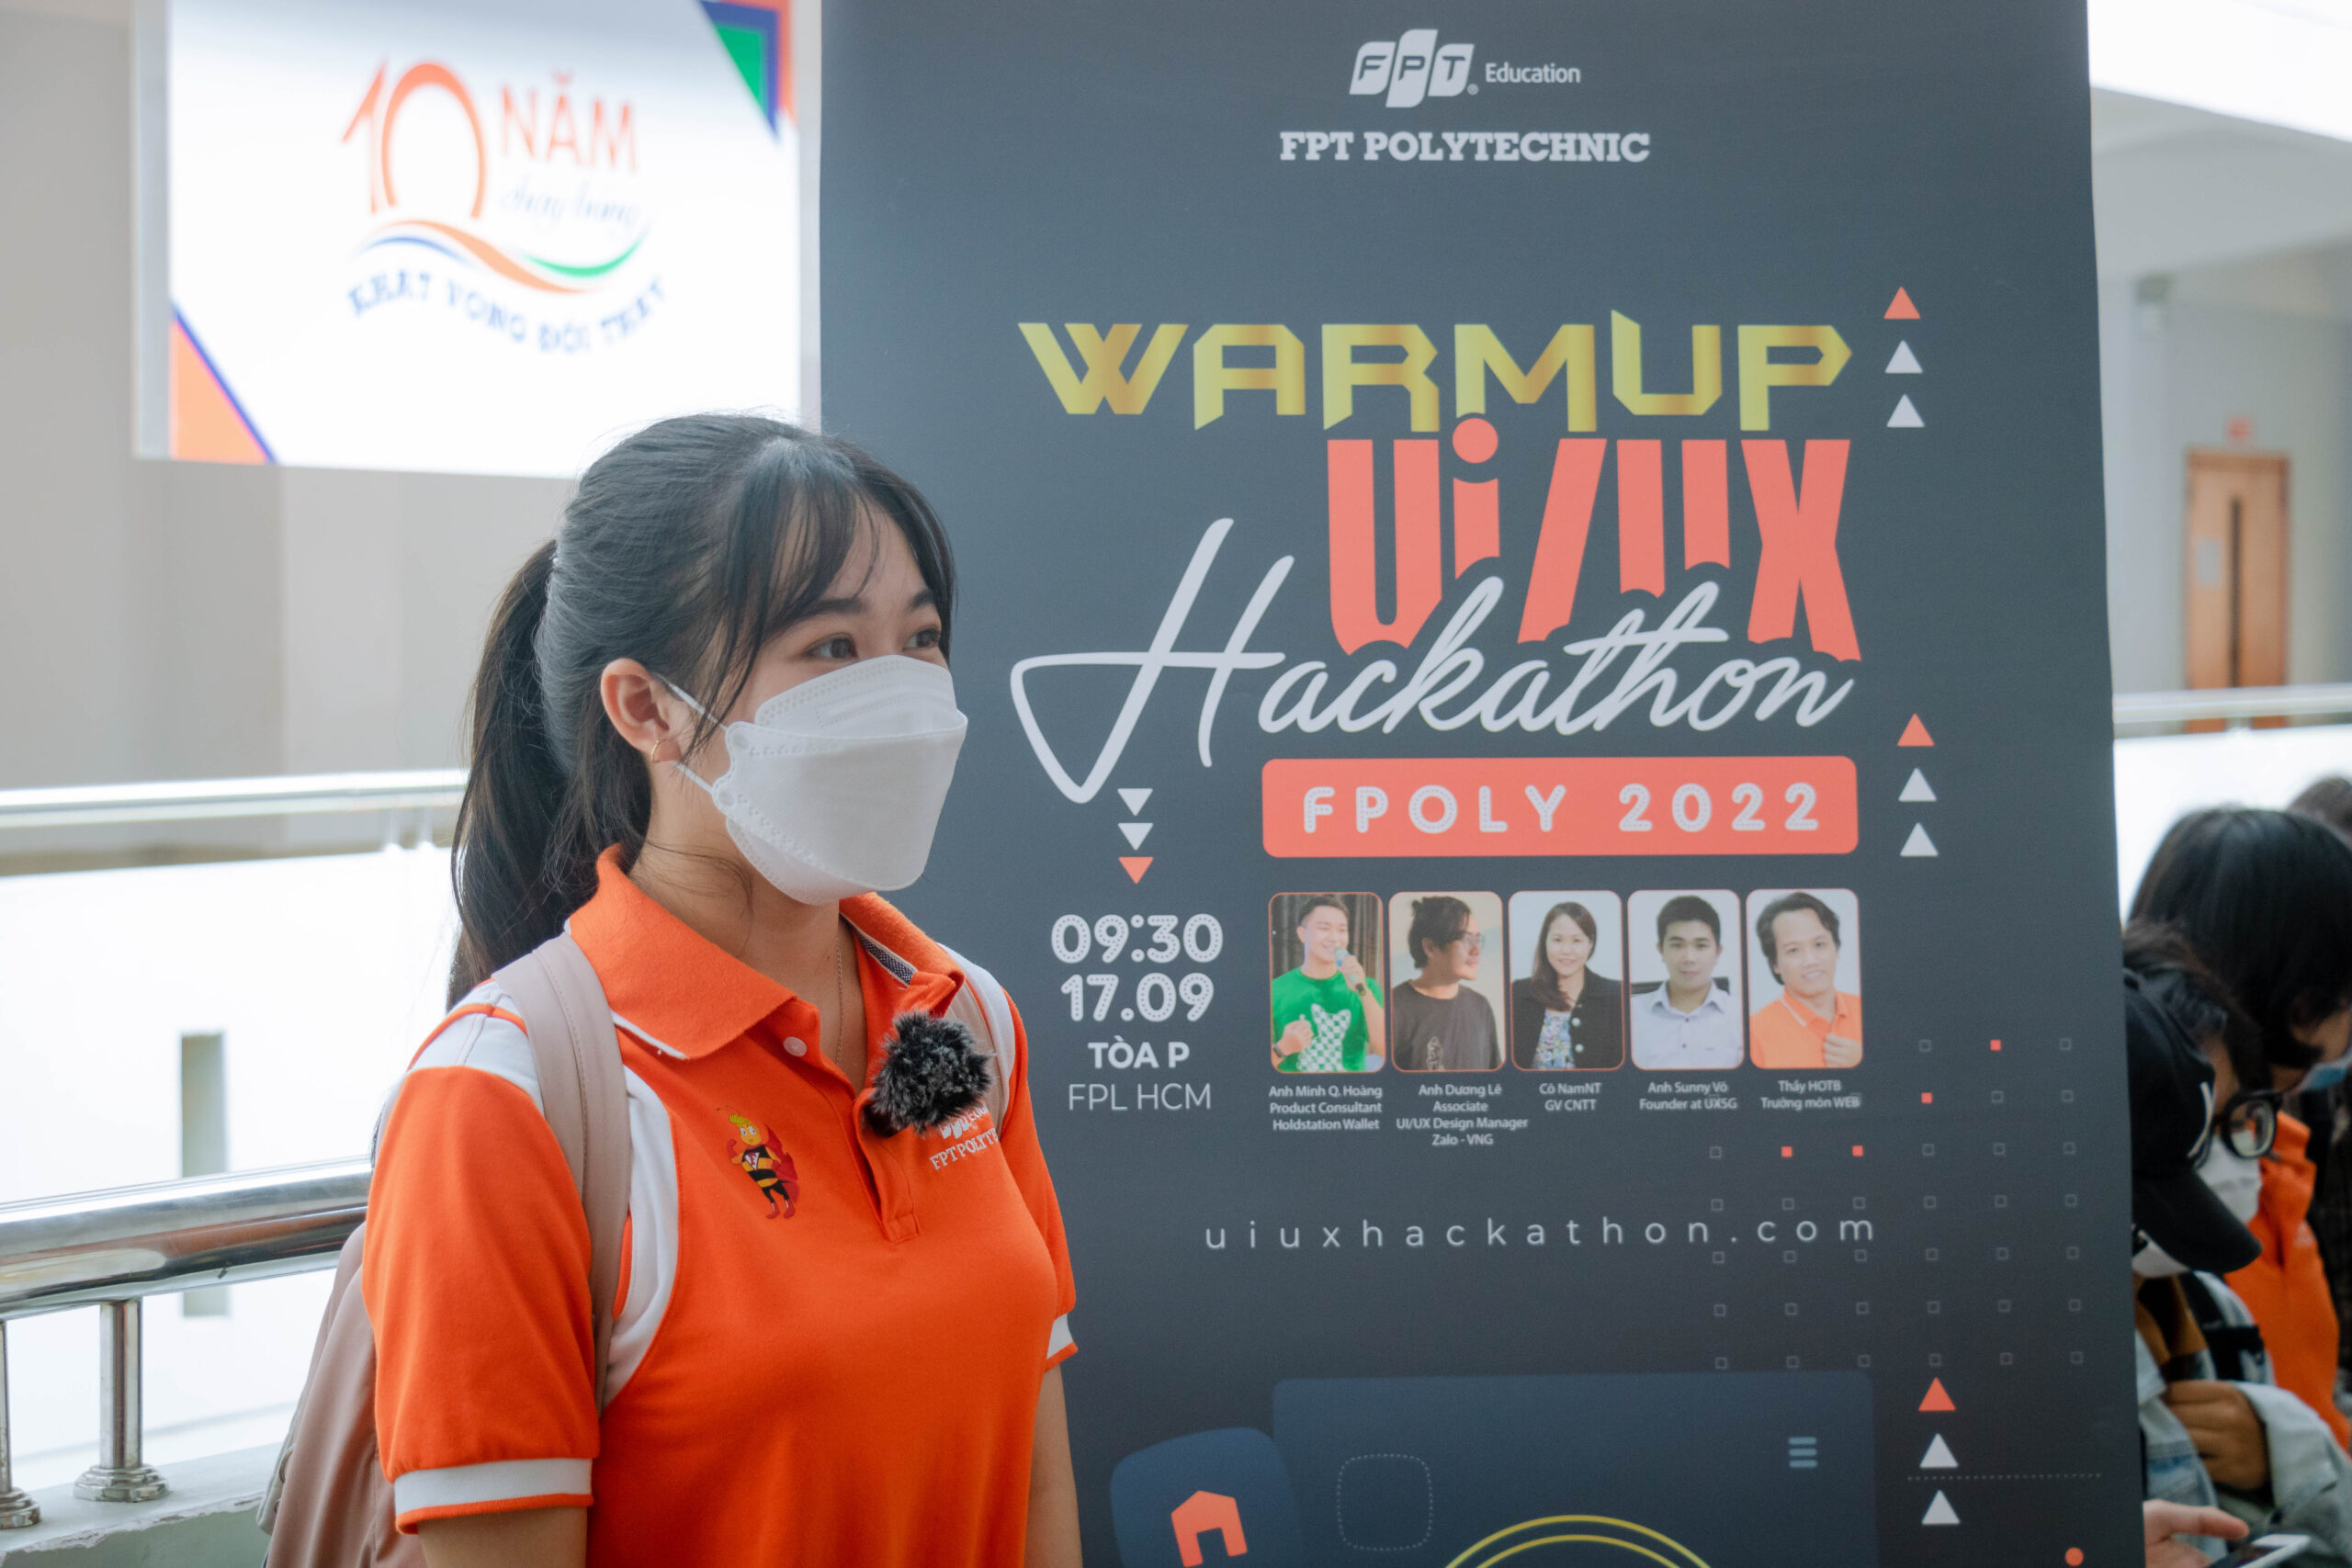 10 NĂM
KHÁT VỌNG ĐỔI THAY
FPT Education
FPT POLYTECHNIC
WARMUP
Ui/UX
Hackathon
FPOLY 2022
09:30
17.09
TÒA P
FPL HCM
Anh Minh Q. Hoàng
Product Consultant
Holdstation Wallet
Anh Dương Lê
Associate
UI/UX Design Manager
Zalo - VNG
Cô NamNT
GV CNTT
Anh Sunny Võ
Founder at UXSG
Thầy HOTB
Trưởng môn WEB
uiuxhackathon.com